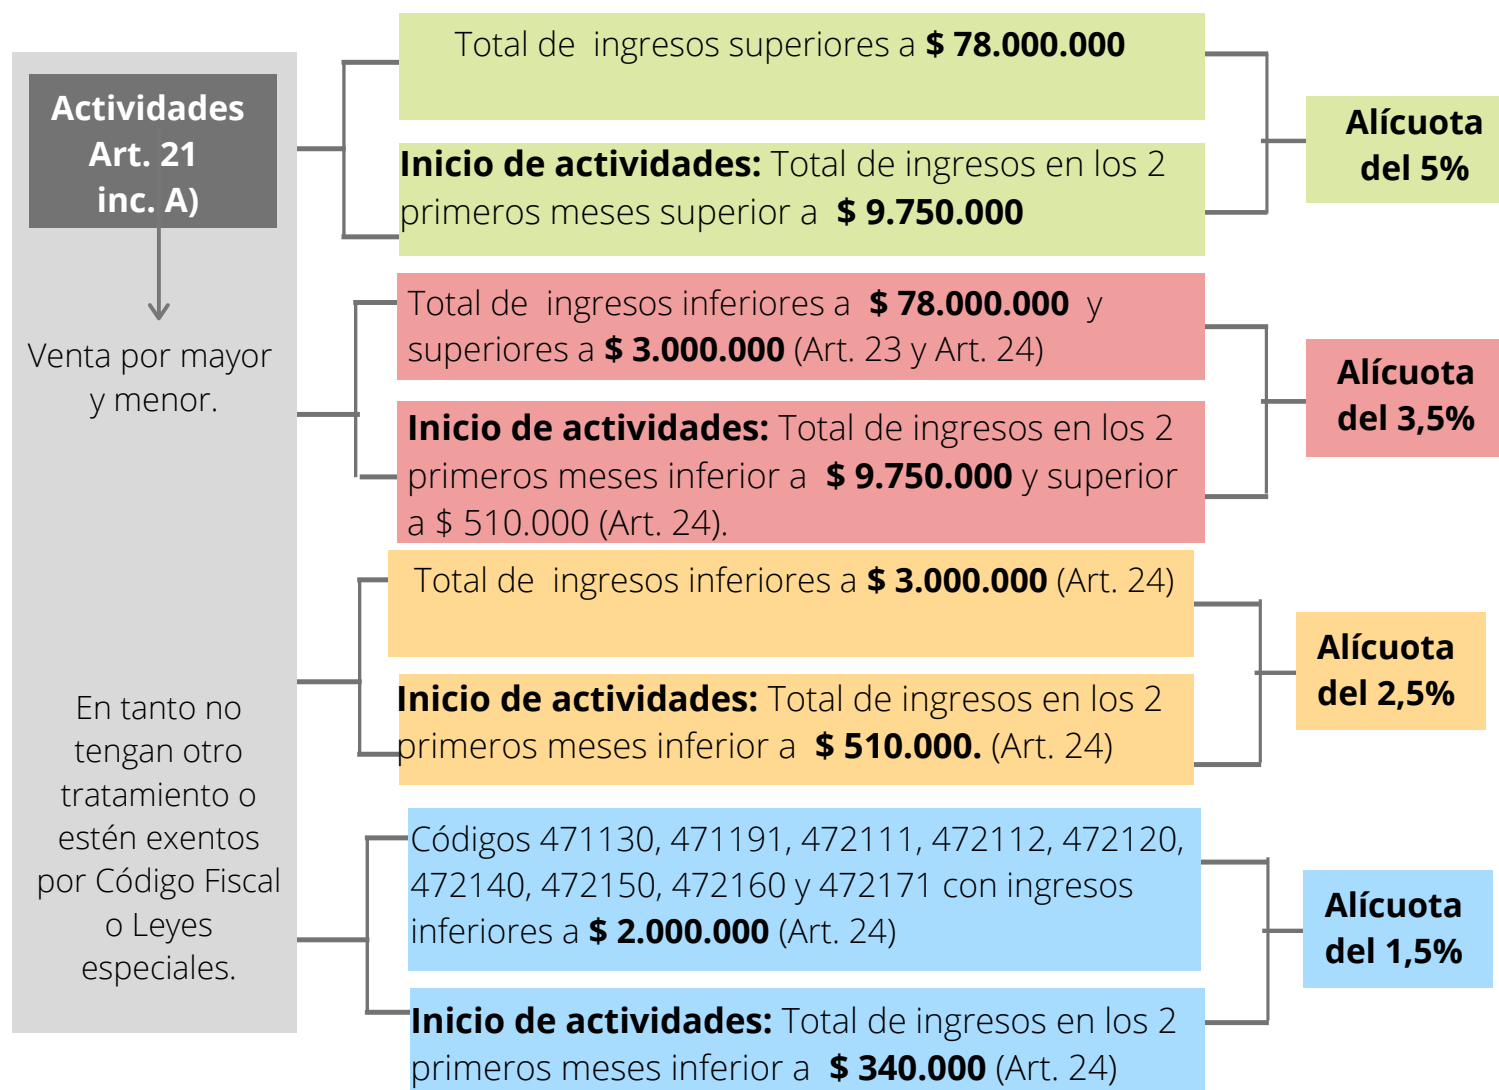 Actividades
Art. 21
inc. A)
Venta por mayor
y menor.
En tanto no
tengan otro
tratamiento o
estén exentos
por Código Fiscal
o Leyes
especiales.
Total de ingresos superiores a $ 78.000.000
Inicio de actividades: Total de ingresos en los 2
primeros meses superior a $ 9.750.000
Alícuota
del 5%
Total de ingresos inferiores a $ 78.000.000 y
superiores a $ 3.000.000 (Art. 23 y Art. 24)
Inicio de actividades: Total de ingresos en los 2
primeros meses inferior a $ 9.750.000 y superior
a $ 510.000 (Art. 24).
Alícuota
del 3,5%
Total de ingresos inferiores a $ 3.000.000 (Art. 24)
Inicio de actividades: Total de ingresos en los 2
primeros meses inferior a $ 510.000. (Art. 24)
Alícuota
del 2,5%
Códigos 471130, 471191, 472111, 472112, 472120,
472140, 472150, 472160 y 472171 con ingresos
inferiores a $ 2.000.000 (Art. 24)
Inicio de actividades: Total de ingresos en los 2
primeros meses inferior a $ 340.000 (Art. 24)
Alícuota
del 1,5%